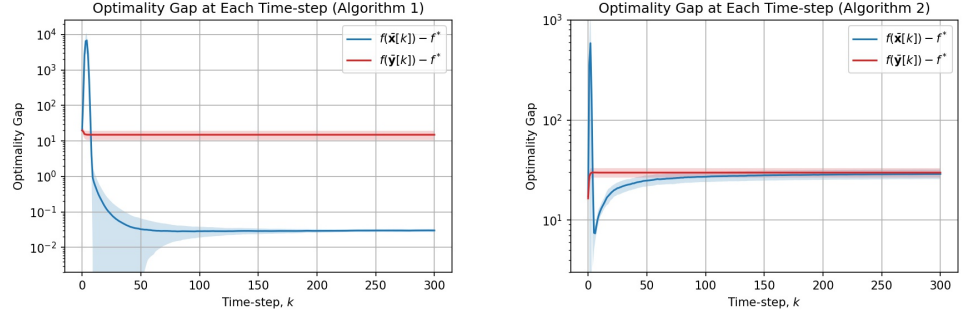 Optimality Gap at Each Time-step (Algorithm 1)
Optimality Gap
10⁴
10³
10²
10¹
10⁰
10⁻¹
10⁻²
f(x̄[k]) − f*
f(ȳ[k]) − f*
0 50 100 150 200 250 300
Time-step, k
Optimality Gap at Each Time-step (Algorithm 2)
Optimality Gap
10³
10²
10¹
f(x̄[k]) − f*
f(ȳ[k]) − f*
0 50 100 150 200 250 300
Time-step, k